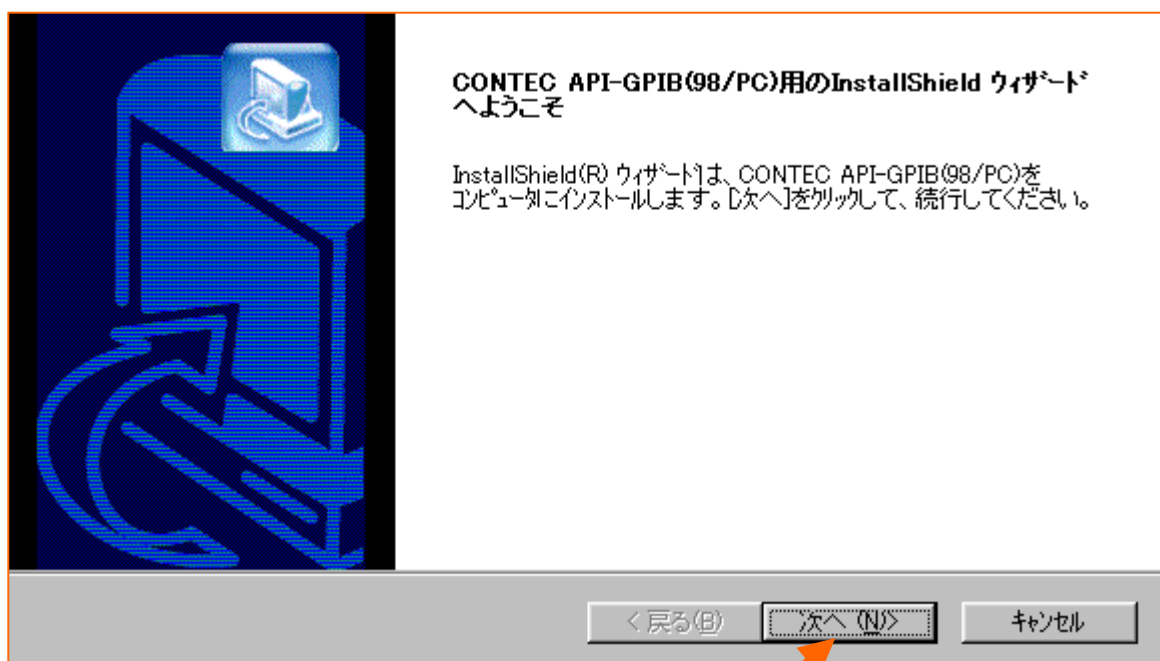 CONTEC API-GPIB(98/PC)用のInstallShield ウィザード
へようこそ
InstallShield(R) ウィザードは、CONTEC API-GPIB(98/PC)を
コンピュータにインストールします。[次へ]をクリックして、続行してください。
< 戻る(B) 次へ (N)> キャンセル